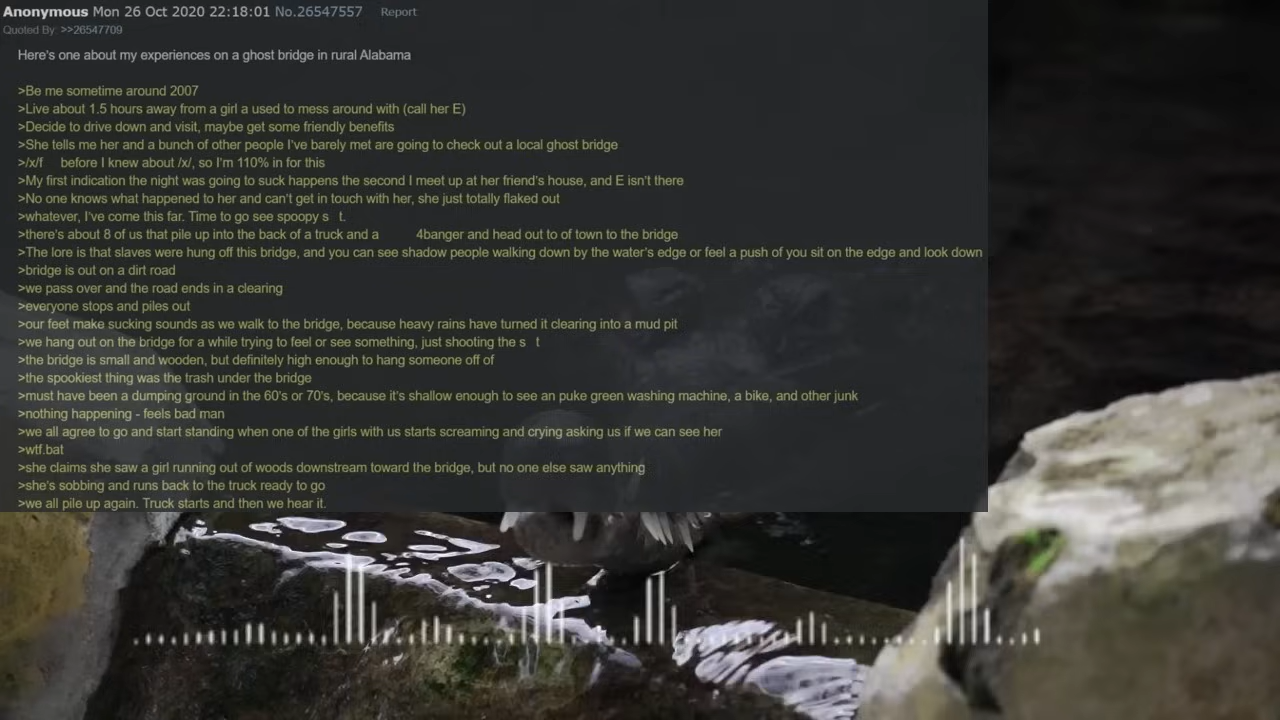 Anonymous Mon 26 Oct 2020 22:18:01 No.26547557 Report
Quoted By: >>26547709
Here's one about my experiences on a ghost bridge in rural Alabama
>Be me sometime around 2007
>Live about 1.5 hours away from a girl a used to mess around with (call her E)
>Decide to drive down and visit, maybe get some friendly benefits
>She tells me her and a bunch of other people I've barely met are going to check out a local ghost bridge
>/x/f before I knew about /x/, so I'm 110% in for this
>My first indication the night was going to suck happens the second I meet up at her friend's house, and E isn't there
>No one knows what happened to her and can't get in touch with her, she just totally flaked out
>whatever, I've come this far. Time to go see spoopy s t.
>there's about 8 of us that pile up into the back of a truck and a 4banger and head out to of town to the bridge
>The lore is that slaves were hung off this bridge, and you can see shadow people walking down by the water's edge or feel a push of you sit on the edge and look down
>bridge is out on a dirt road
>we pass over and the road ends in a clearing
>everyone stops and piles out
>our feet make sucking sounds as we walk to the bridge, because heavy rains have turned it clearing into a mud pit
>we hang out on the bridge for a while trying to feel or see something, just shooting the s t
>the bridge is small and wooden, but definitely high enough to hang someone off of
>the spookiest thing was the trash under the bridge
>must have been a dumping ground in the 60's or 70's, because it's shallow enough to see an puke green washing machine, a bike, and other junk
>nothing happening - feels bad man
>we all agree to go and start standing when one of the girls with us starts screaming and crying asking us if we can see her
>wtf.bat
>she claims she saw a girl running out of woods downstream toward the bridge, but no one else saw anything
>she's sobbing and runs back to the truck ready to go
>we all pile up again. Truck starts and then we hear it.